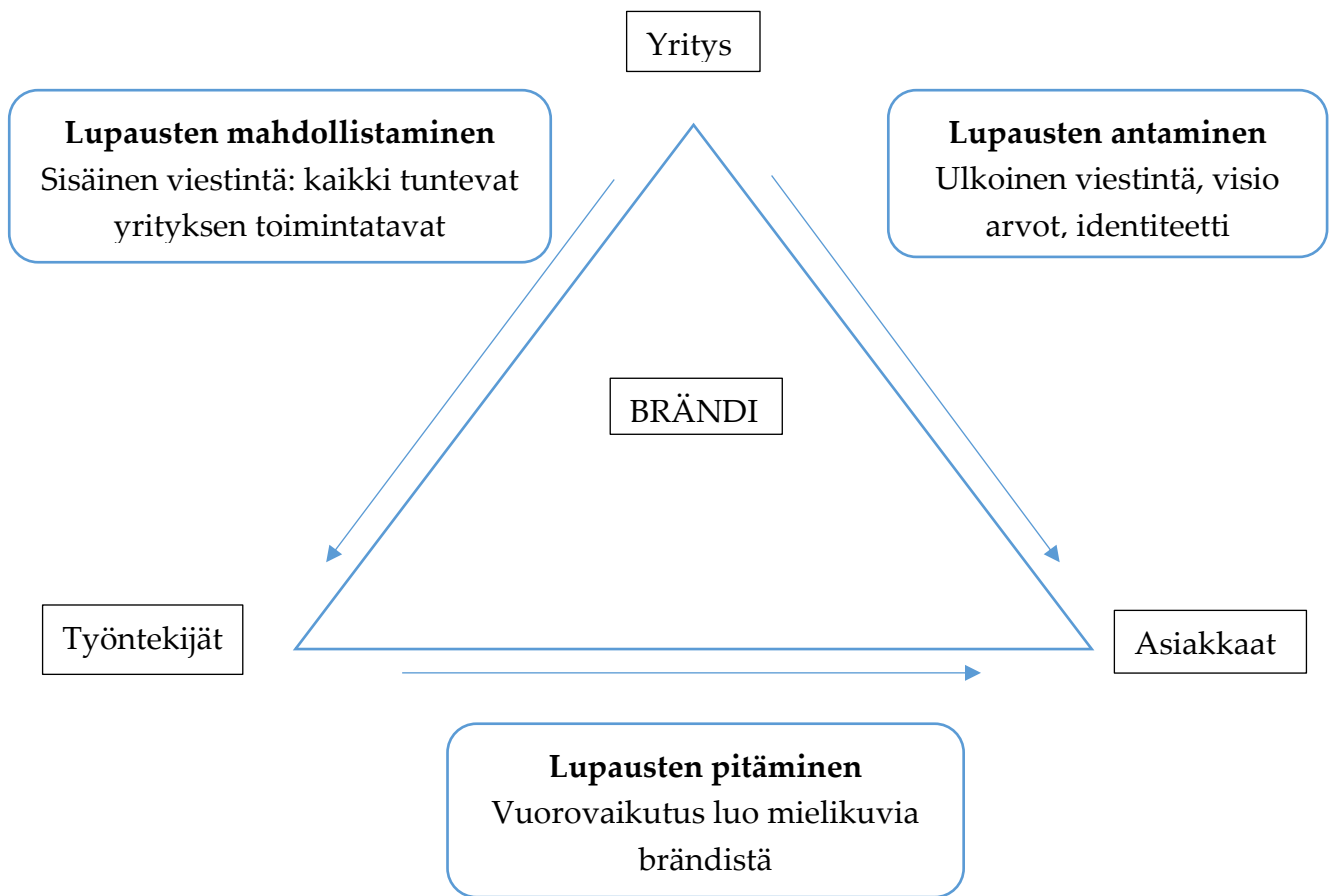 Yritys
Lupausten mahdollistaminen
Sisäinen viestintä: kaikki tuntevat
yrityksen toimintatavat
Lupausten antaminen
Ulkoinen viestintä, visio
arvot, identiteetti
BRÄNDI
Työntekijät
Asiakkaat
Lupausten pitäminen
Vuorovaikutus luo mielikuvia
brändistä